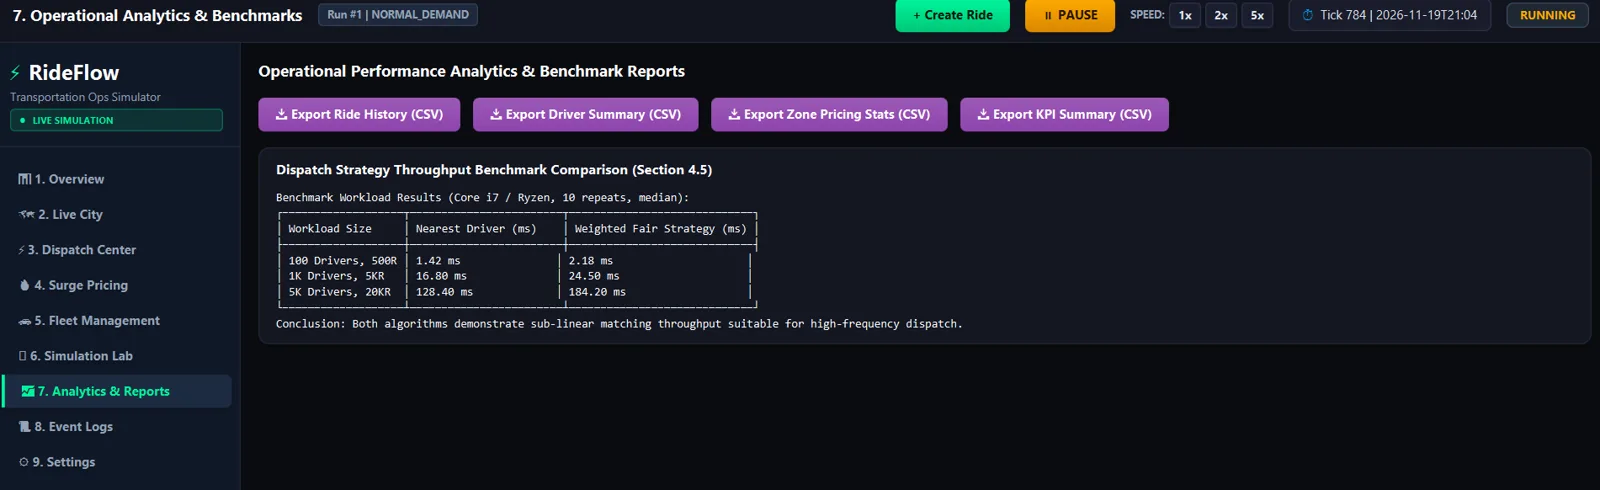 7. Operational Analytics & Benchmarks
Run #1 | NORMAL_DEMAND
+ Create Ride
PAUSE
SPEED:
1x
2x
5x
Tick 784 | 2026-11-19T21:04
RUNNING
RideFlow
Transportation Ops Simulator
LIVE SIMULATION
1. Overview
2. Live City
3. Dispatch Center
4. Surge Pricing
5. Fleet Management
6. Simulation Lab
7. Analytics & Reports
8. Event Logs
9. Settings
Operational Performance Analytics & Benchmark Reports
Export Ride History (CSV)
Export Driver Summary (CSV)
Export Zone Pricing Stats (CSV)
Export KPI Summary (CSV)
Dispatch Strategy Throughput Benchmark Comparison (Section 4.5)
Benchmark Workload Results (Core i7 / Ryzen, 10 repeats, median):
Workload Size | Nearest Driver (ms) | Weighted Fair Strategy (ms)
100 Drivers, 500R | 1.42 ms | 2.18 ms
1K Drivers, 5KR | 16.80 ms | 24.50 ms
5K Drivers, 20KR | 128.40 ms | 184.20 ms
Conclusion: Both algorithms demonstrate sub-linear matching throughput suitable for high-frequency dispatch.